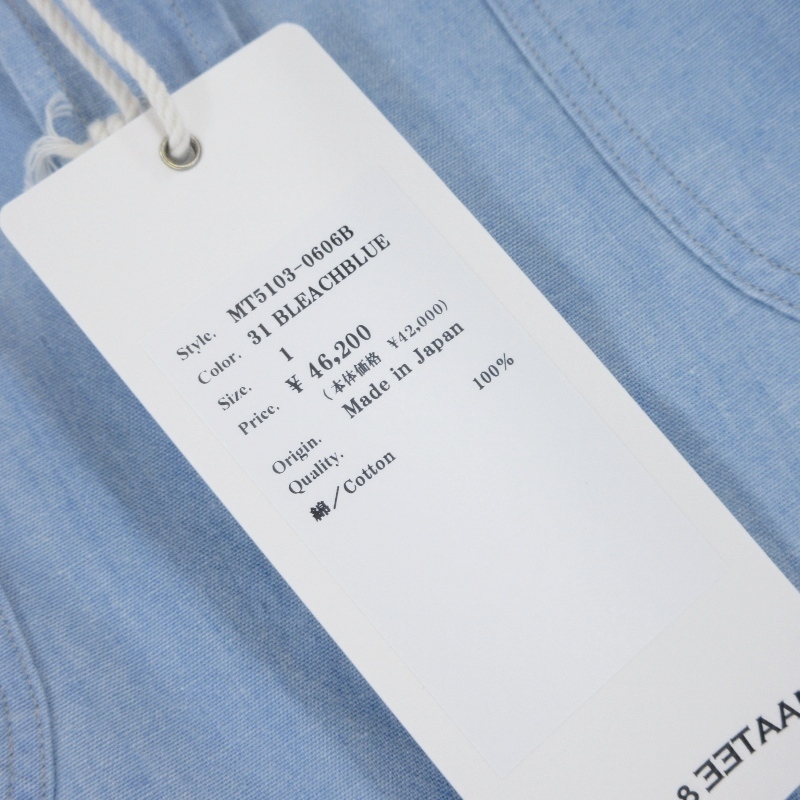 Style. MT5103-0606B
Color. 31 BLEACHBLUE
Size. 1
Price. ¥ 46,200
(本体価格 ¥42,000)
Origin. Made in Japan
Quality.
綿/Cotton 100%
AATEE &